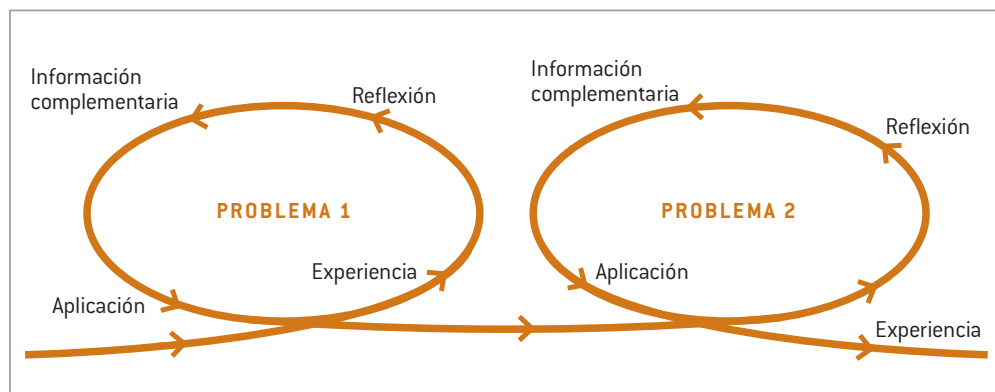 Información
complementaria
Reflexión
PROBLEMA 1
Experiencia
Aplicación
Información
complementaria
Reflexión
PROBLEMA 2
Aplicación
Experiencia